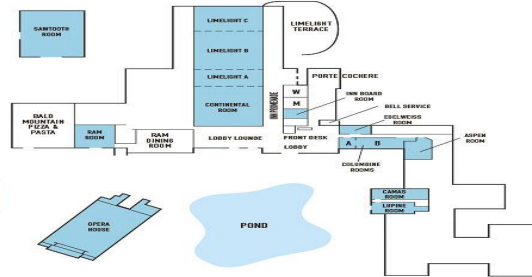 SAWTOOTH
ROOM
LIMELIGHT C
LIMELIGHT B
LIMELIGHT A
CONTINENTAL
ROOM
LIMELIGHT
TERRACE
INN PROMENADE
PORTE COCHERE
W
M
INN BOARD
ROOM
BELL SERVICE
EDELWEISS
ROOM
ASPEN
ROOM
BALD
MOUNTAIN
PIZZA &
PASTA
RAM
ROOM
RAM
DINING
ROOM
LOBBY LOUNGE
FRONT DESK
LOBBY
A
B
COLUMBINE
ROOMS
CAMAS
ROOM
LUPINE
ROOM
OPERA
HOUSE
POND